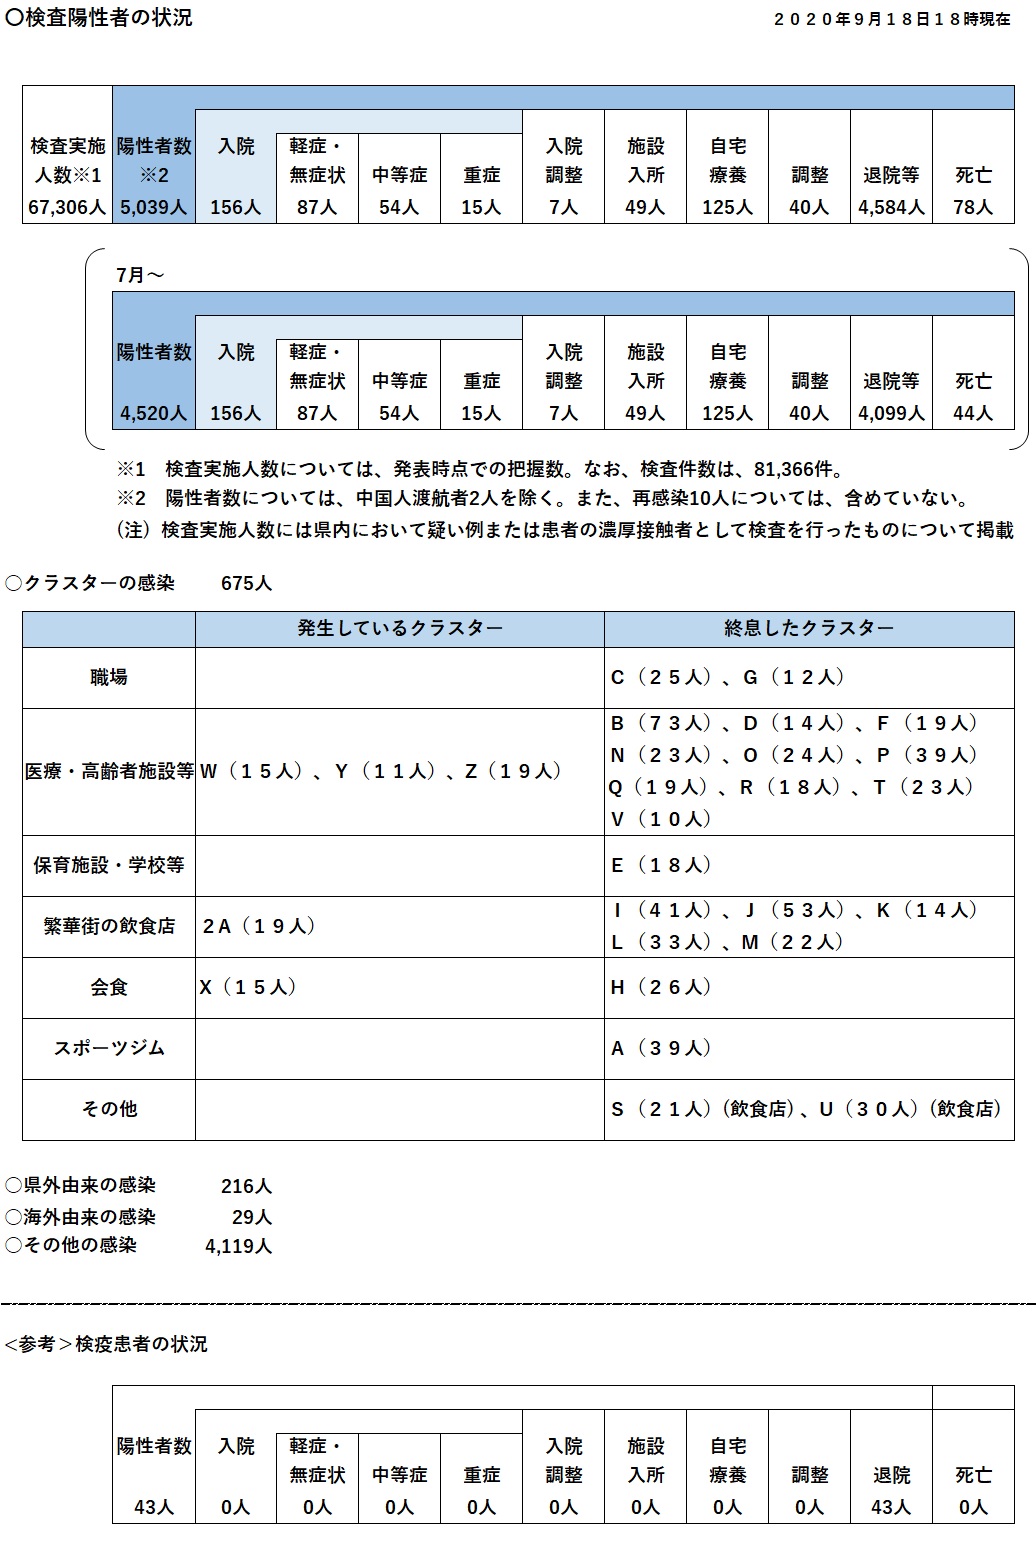 〇検査陽性者の状況
２０２０年９月１８日１８時現在
検査実施 陽性者数 入院 軽症・ 入院 施設 自宅
人数※1 ※2 無症状 中等症 重症 調整 入所 療養 調整 退院等 死亡
67,306人 5,039人 156人 87人 54人 15人 7人 49人 125人 40人 4,584人 78人
7月～
陽性者数 入院 軽症・ 入院 施設 自宅
無症状 中等症 重症 調整 入所 療養 調整 退院等 死亡
4,520人 156人 87人 54人 15人 7人 49人 125人 40人 4,099人 44人
※1 検査実施人数については、発表時点での把握数。なお、検査件数は、81,366件。
※2 陽性者数については、中国人渡航者2人を除く。また、再感染10人については、含めていない。
（注）検査実施人数には県内において疑い例または患者の濃厚接触者として検査を行ったものについて掲載
〇クラスターの感染 675人
発生しているクラスター 終息したクラスター
職場 Ｃ（２５人）、Ｇ（１２人）
医療・高齢者施設等 Ｗ（１５人）、Ｙ（１１人）、Ｚ（１９人）
Ｂ（７３人）、Ｄ（１４人）、Ｆ（１９人）
Ｎ（２３人）、Ｏ（２４人）、Ｐ（３９人）
Ｑ（１９人）、Ｒ（１８人）、Ｔ（２３人）
Ｖ（１０人）
保育施設・学校等 Ｅ（１８人）
繁華街の飲食店 ２Ａ（１９人）
Ｉ（４１人）、Ｊ（５３人）、Ｋ（１４人）
Ｌ（３３人）、Ｍ（２２人）
会食 Ｘ（１５人） Ｈ（２６人）
スポーツジム Ａ（３９人）
その他 Ｓ（２１人）（飲食店）、Ｕ（３０人）（飲食店）
〇県外由来の感染 216人
〇海外由来の感染 29人
〇その他の感染 4,119人
＜参考＞検疫患者の状況
陽性者数 入院 軽症・ 入院 施設 自宅
無症状 中等症 重症 調整 入所 療養 調整 退院 死亡
43人 0人 0人 0人 0人 0人 0人 0人 0人 43人 0人